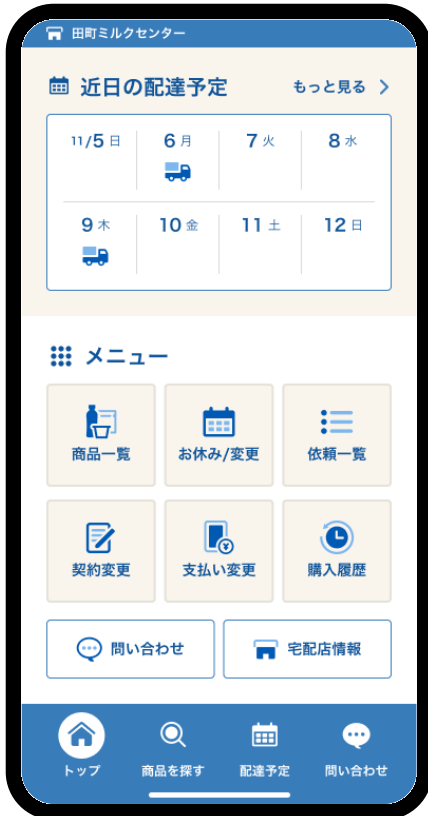 田町ミルクセンター
近日の配達予定 もっと見る
11/5 日 6 月 7 火 8 水
9 木 10 金 11 土 12 日
メニュー
商品一覧 お休み/変更 依頼一覧
契約変更 支払い変更 購入履歴
問い合わせ 宅配店情報
トップ 商品を探す 配達予定 問い合わせ